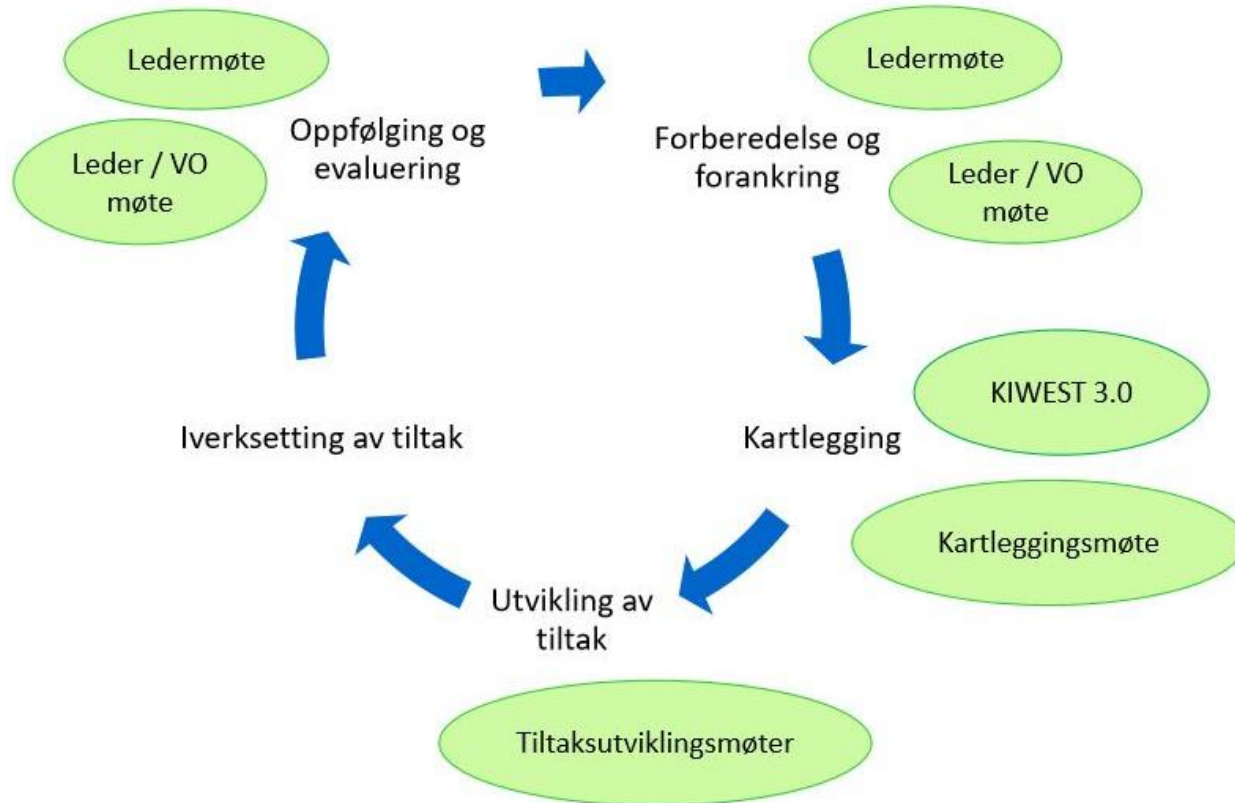 Ledermøte
Leder / VO
møte
Oppfølging og
evaluering
Forberedelse og
forankring
Ledermøte
Leder / VO
møte
Kartlegging
KIWEST 3.0
Kartleggingsmøte
Utvikling av
tiltak
Tiltaksutviklingsmøter
Iverksetting av tiltak